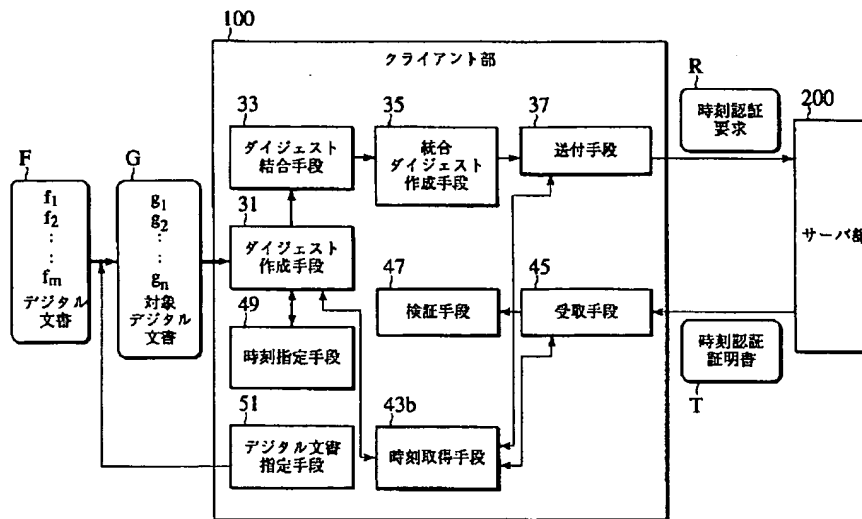 100
クライアント部
R
時刻認証
要求
200
サーバ部
F
f1
f2
:
:
fm
デジタル
文書
G
g1
g2
:
:
gn
対象
デジタル
文書
33
ダイジェスト
結合手段
35
統合
ダイジェスト
作成手段
37
送付手段
31
ダイジェスト
作成手段
47
検証手段
45
受取手段
49
時刻指定手段
時刻認証
証明書
T
51
デジタル文書
指定手段
43b
時刻取得手段